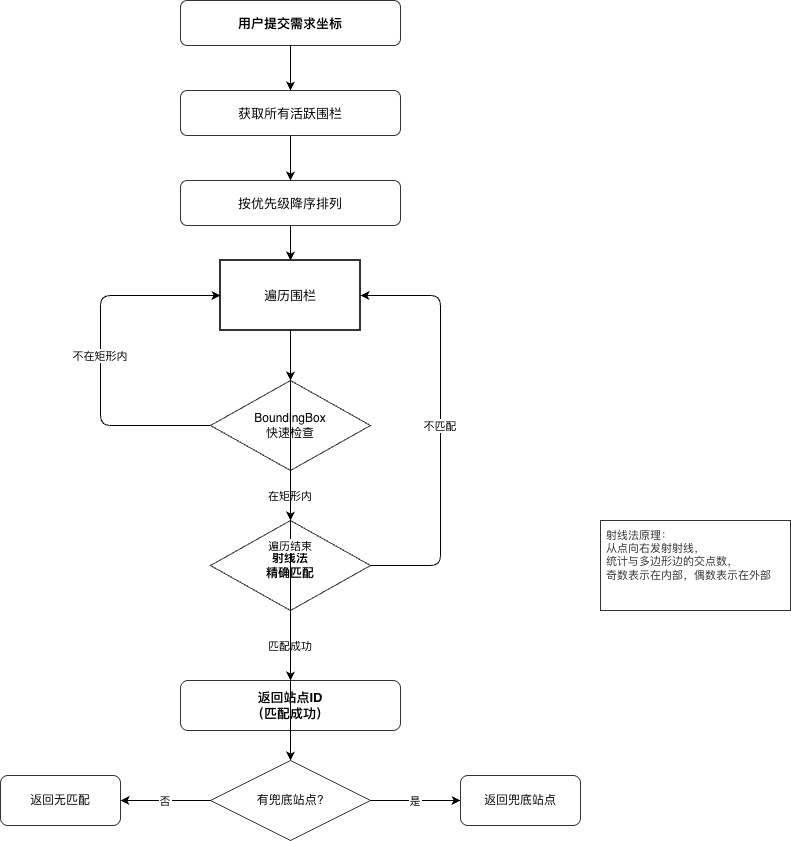 用户提交需求坐标
获取所有活跃围栏
按优先级降序排列
遍历围栏
不在矩形内
BoundingBox
快速检查
不匹配
在矩形内
遍历结束
射线法
精确匹配
射线法原理：
从点向右发射射线，
统计与多边形边的交点数，
奇数表示在内部，偶数表示在外部
匹配成功
返回站点ID
（匹配成功）
返回无匹配
否
有兜底站点？
是
返回兜底站点